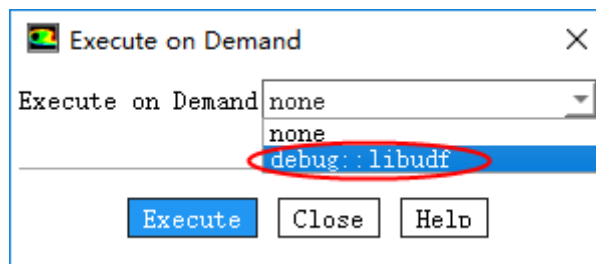 Execute on Demand
Execute on Demand none
none
debug::libudf
Execute Close Help